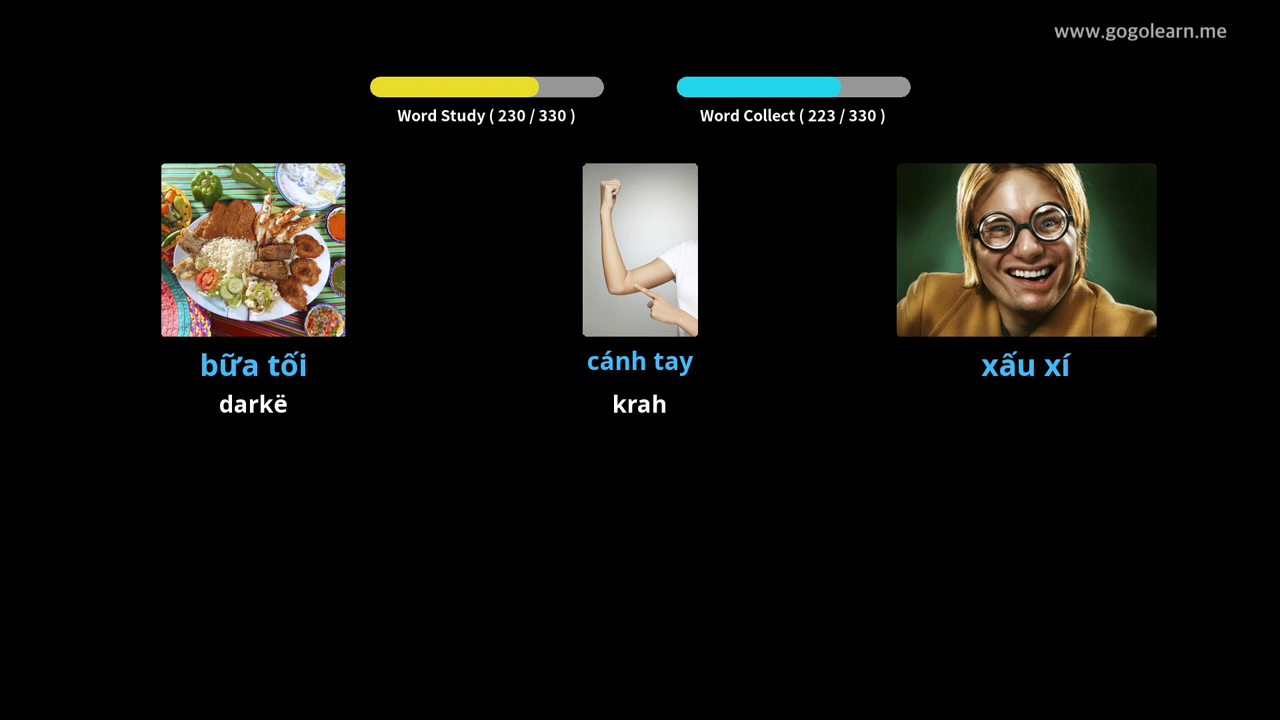 www.gogolearn.me
Word Study ( 230 / 330 )
Word Collect ( 223 / 330 )
bữa tối
cánh tay
xấu xí
darkë
krah